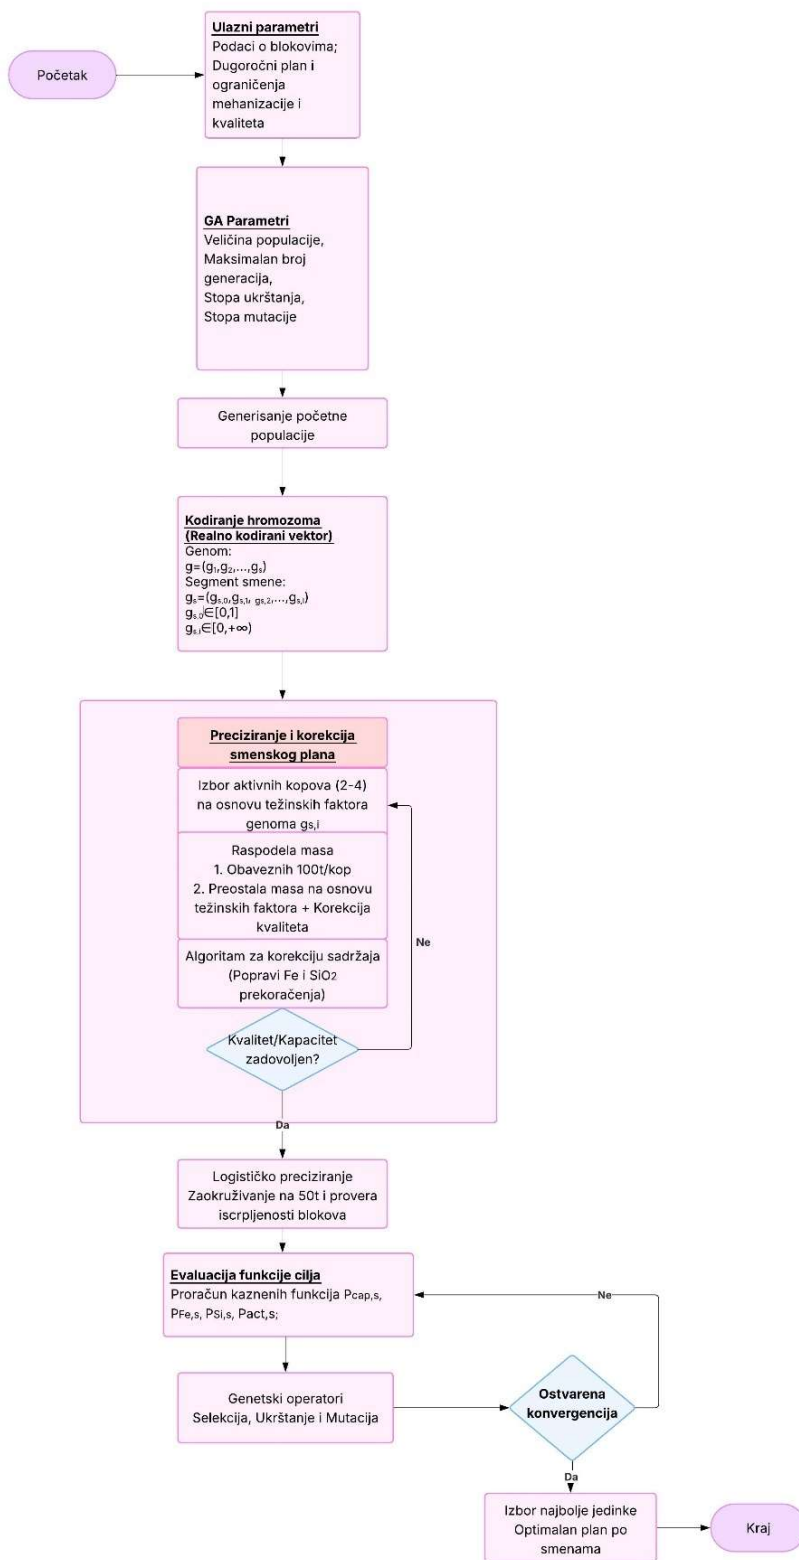 Početak
Ulazni parametri
Podaci o blokovima;
Dugoročni plan i
ograničenja
mehanizacije i
kvaliteta
GA Parametri
Veličina populacije,
Maksimalan broj
generacija,
Stopa ukrštanja,
Stopa mutacije
Generisanje početne
populacije
Kodiranje hromozoma
(Realno kodirani vektor)
Genom:
g=(g₁,g₂,...,gₛ)
Segment smene:
gₛ=(gₛ,₀,gₛ,₁, gₛ,₂,...,gₛ,ᵢ)
gₛ,₀∈[0,1]
gₛ,ᵢ∈[0,+∞)
Preciziranje i korekcija
smenskog plana
Izbor aktivnih kopova (2-4)
na osnovu težinskih faktora
genoma gs,i
Raspodela masa
1. Obaveznih 100t/kop
2. Preostala masa na osnovu
težinskih faktora + Korekcija
kvaliteta
Algoritam za korekciju sadržaja
(Popravi Fe i SiO₂
prekoračenja)
Ne
Kvalitet/Kapacitet
zadovoljen?
Da
Logističko preciziranje
Zaokruživanje na 50t i provera
iscrpljenosti blokova
Evaluacija funkcije cilja
Proračun kaznenih funkcija Pcap,s,
PFe,s, PSi,s, Pact,s;
Ne
Genetski operatori
Selekcija, Ukrštanje i Mutacija
Ostvarena
konvergencija
Da
Izbor najbolje jedinke
Optimalan plan po
smenama
Kraj